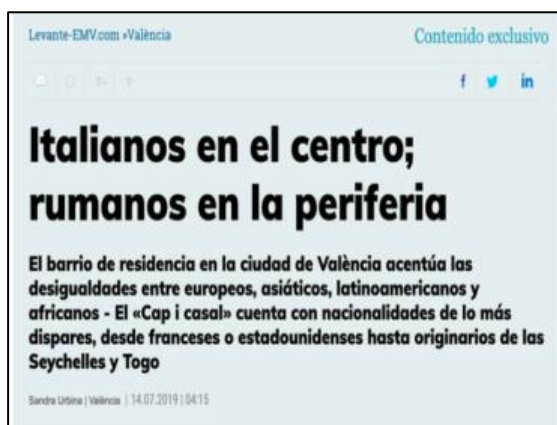 Levante-EMV.com »València
Contenido exclusivo
Italianos en el centro;
rumanos en la periferia
El barrio de residencia en la ciudad de València acentúa las
desigualdades entre europeos, asiáticos, latinoamericanos y
africanos - El «Cap i casal» cuenta con nacionalidades de lo más
dispares, desde franceses o estadounidenses hasta originarios de las
Seychelles y Togo
Sandra Urbina | València | 14.07.2019 | 04:15